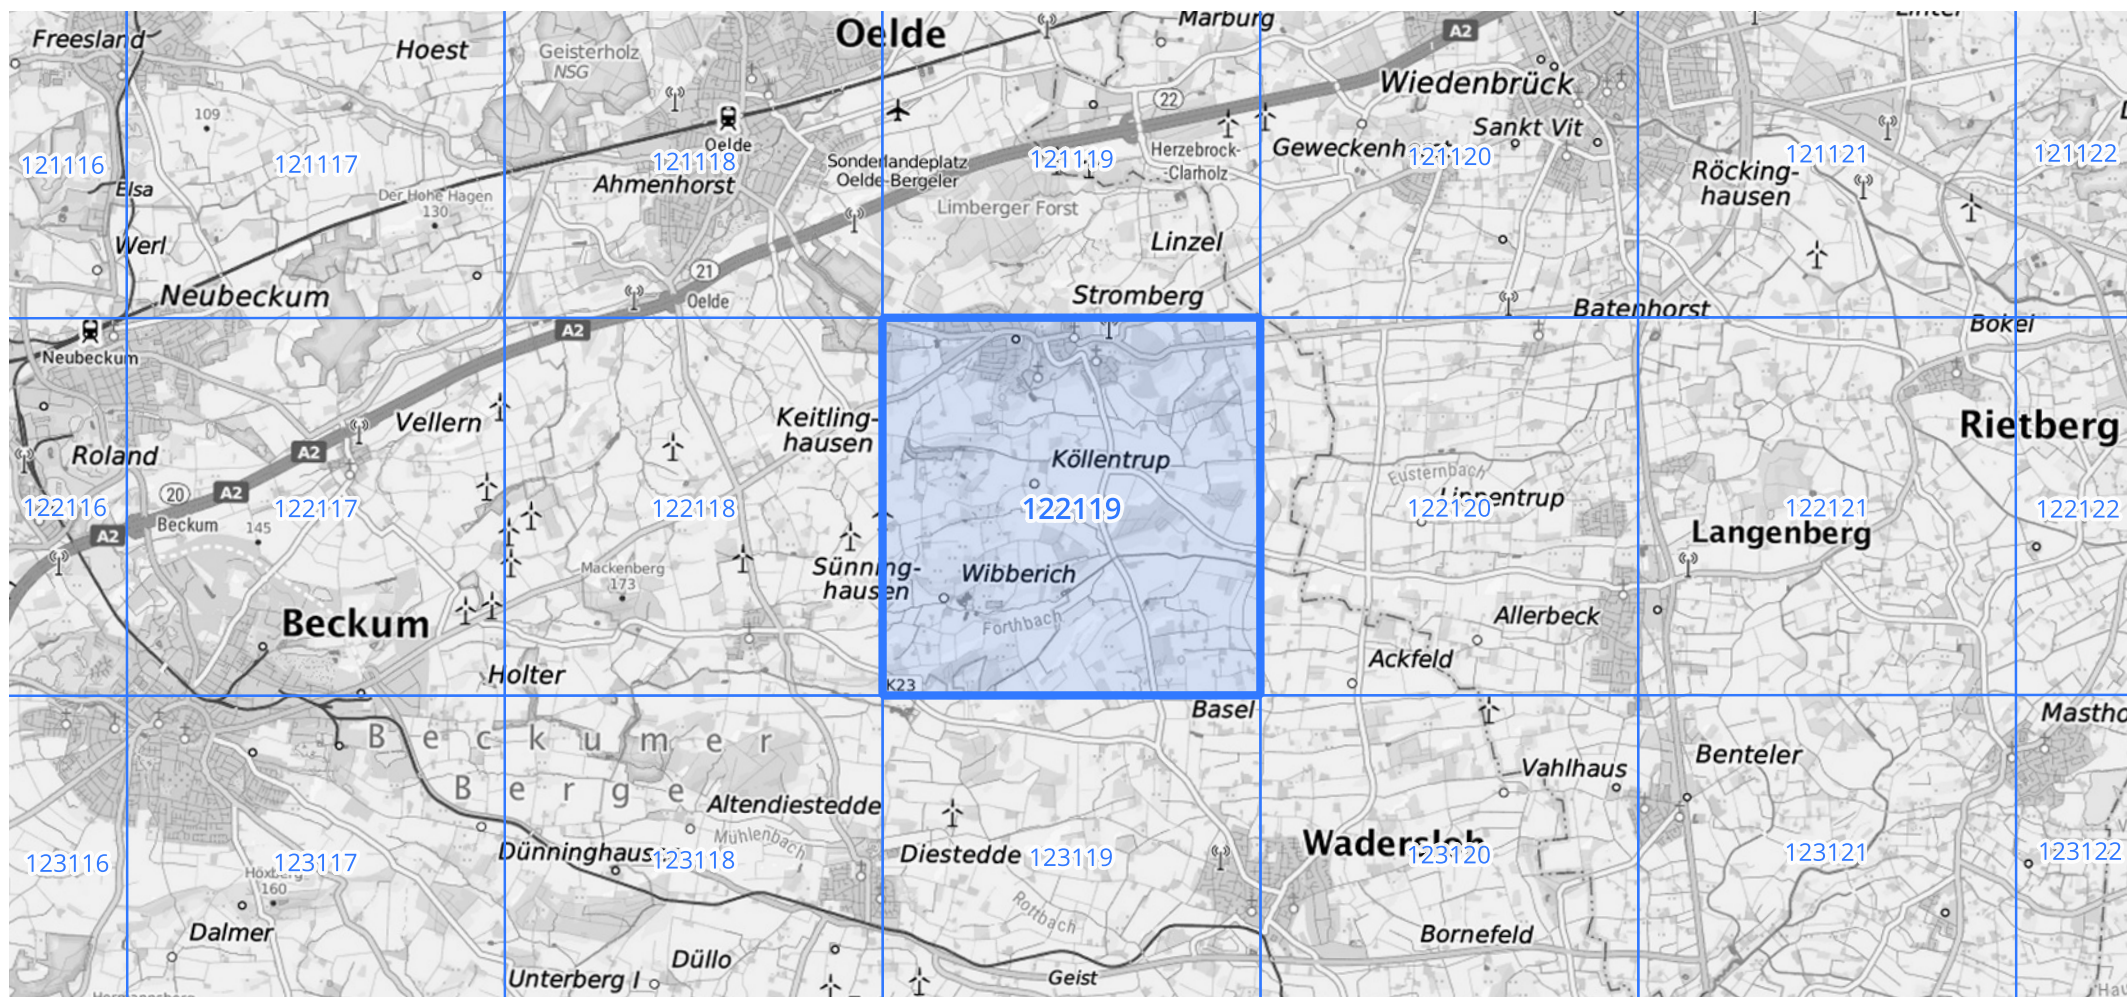 Freesland
Hoest
Geisterholz
NSG
Oelde
Marburg
A2
Wiedenbrück
109
22
Sankt Vit
Oelde
Herzebrock-
Clarholz
121116
121117
121118
Sonderlandeplatz
Oelde-Bergeler
121119
121120
121121
121122
Elsa
Der Hohe Hagen
130
Ahmenhorst
Röcking-
hausen
Limberger Forst
Werl
Linzel
21
Oelde
Neubeckum
Stromberg
Batenhorst
Bokel
A2
Neubeckum
Vellern
Keitling-
hausen
Rietberg
A2
Roland
Köllentrup
Eusternbach
20
A2
122116
122117
122118
122119
122120
122121
122122
A2
Beckum
145
Langenberg
Mackenberg
173
Sünning-
hausen
Wibberich
Beckum
Forthbach
Allerbeck
Ackfeld
Holter
K23
Basel
Beckumer
Berge
Benteler
Vahlhaus
Altendiestedde
Mühlenbach
Diestedde
Wadersloh
123116
123117
123118
123119
123120
123121
123122
Höxberg
160
Rottbach
Dalmer
Düllo
Bornefeld
Unterberg I
Geist